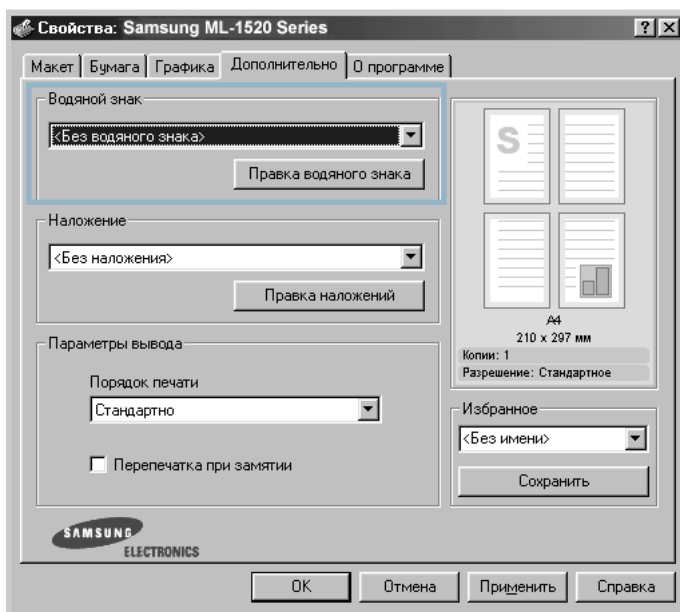 Свойства: Samsung ML-1520 Series
Макет Бумага Графика Дополнительно О программе
Водяной знак
<Без водяного знака>
Правка водяного знака
Наложение
<Без наложения>
Правка наложений
Параметры вывода
Порядок печати
Стандартно
Перепечатка при замятии
S
A4
210 x 297 мм
Копии: 1
Разрешение: Стандартное
Избранное
<Без имени>
Сохранить
SAMSUNG
ELECTRONICS
OK Отмена Применить Справка